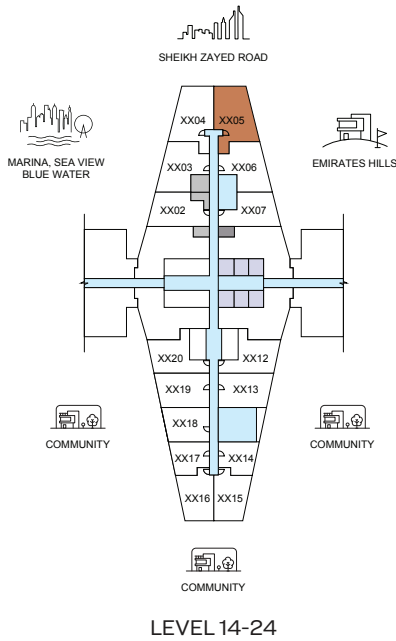 SHEIKH ZAYED ROAD
XX04 XX05
MARINA, SEA VIEW
BLUE WATER
EMIRATES HILLS
XX03 XX06
XX02 XX07
XX20 XX12
XX19 XX13
XX18
COMMUNITY
COMMUNITY
XX17 XX14
XX16 XX15
COMMUNITY
LEVEL 14-24